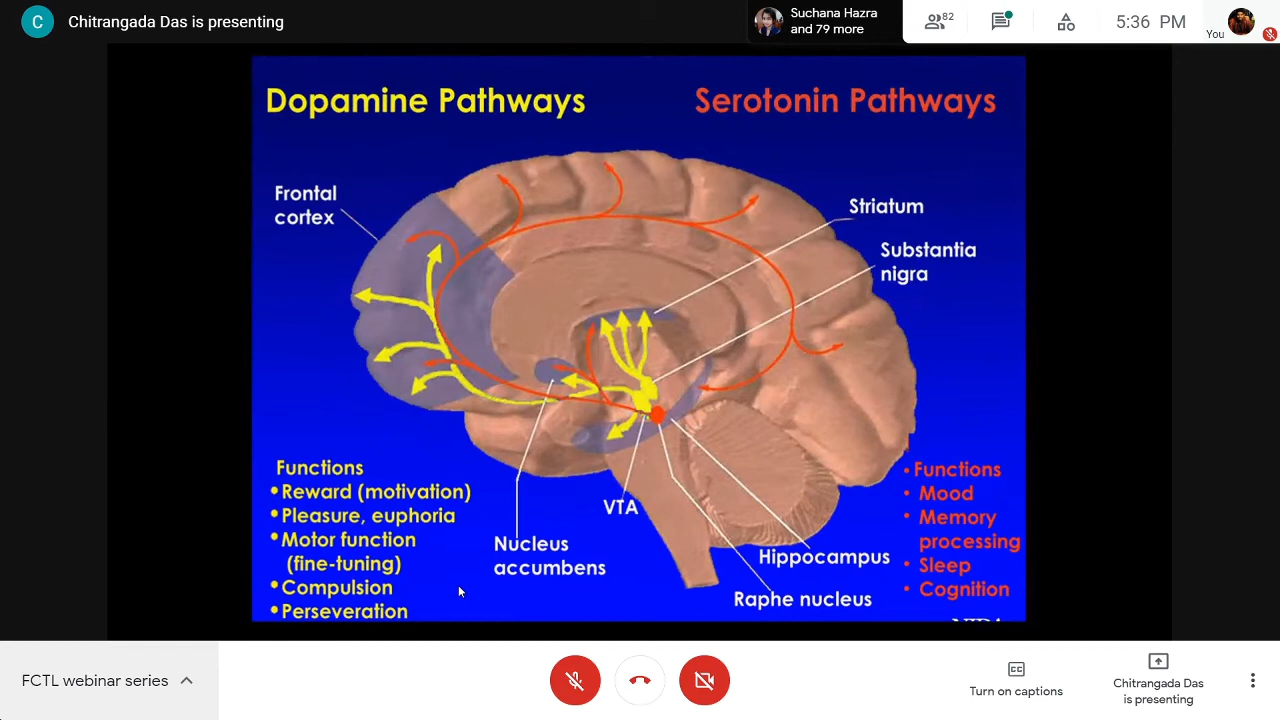 C
Chitrangada Das is presenting
Suchana Hazra
and 79 more
82
5:36 PM
You
Dopamine Pathways
Serotonin Pathways
Frontal
cortex
Striatum
Substantia
nigra
Functions
• Reward (motivation)
• Pleasure, euphoria
• Motor function
(fine-tuning)
• Compulsion
• Perseveration
Nucleus
accumbens
VTA
Hippocampus
Raphe nucleus
• Functions
• Mood
• Memory
processing
• Sleep
• Cognition
FCTL webinar series
CC
Turn on captions
Chitrangada Das
is presenting